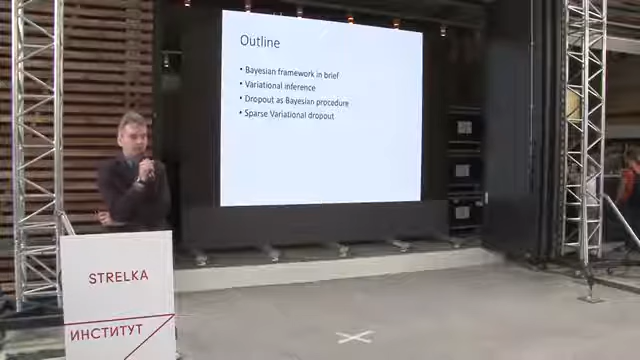 Outline
• Bayesian framework in brief
• Variational inference
• Dropout as Bayesian procedure
• Sparse Variational dropout
STRELKA
ИНСТИТУТ